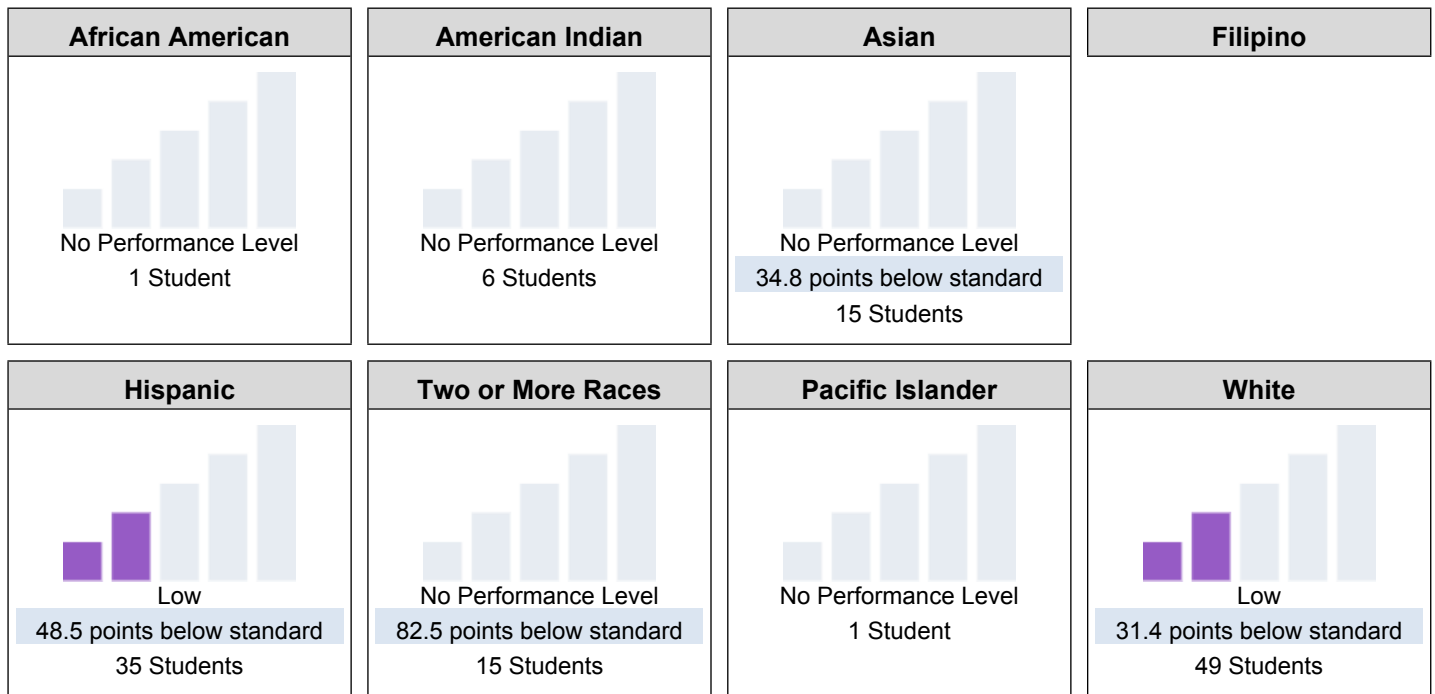 African American
No Performance Level
1 Student
American Indian
No Performance Level
6 Students
Asian
No Performance Level
34.8 points below standard
15 Students
Filipino
Hispanic
Low
48.5 points below standard
35 Students
Two or More Races
No Performance Level
82.5 points below standard
15 Students
Pacific Islander
No Performance Level
1 Student
White
Low
31.4 points below standard
49 Students